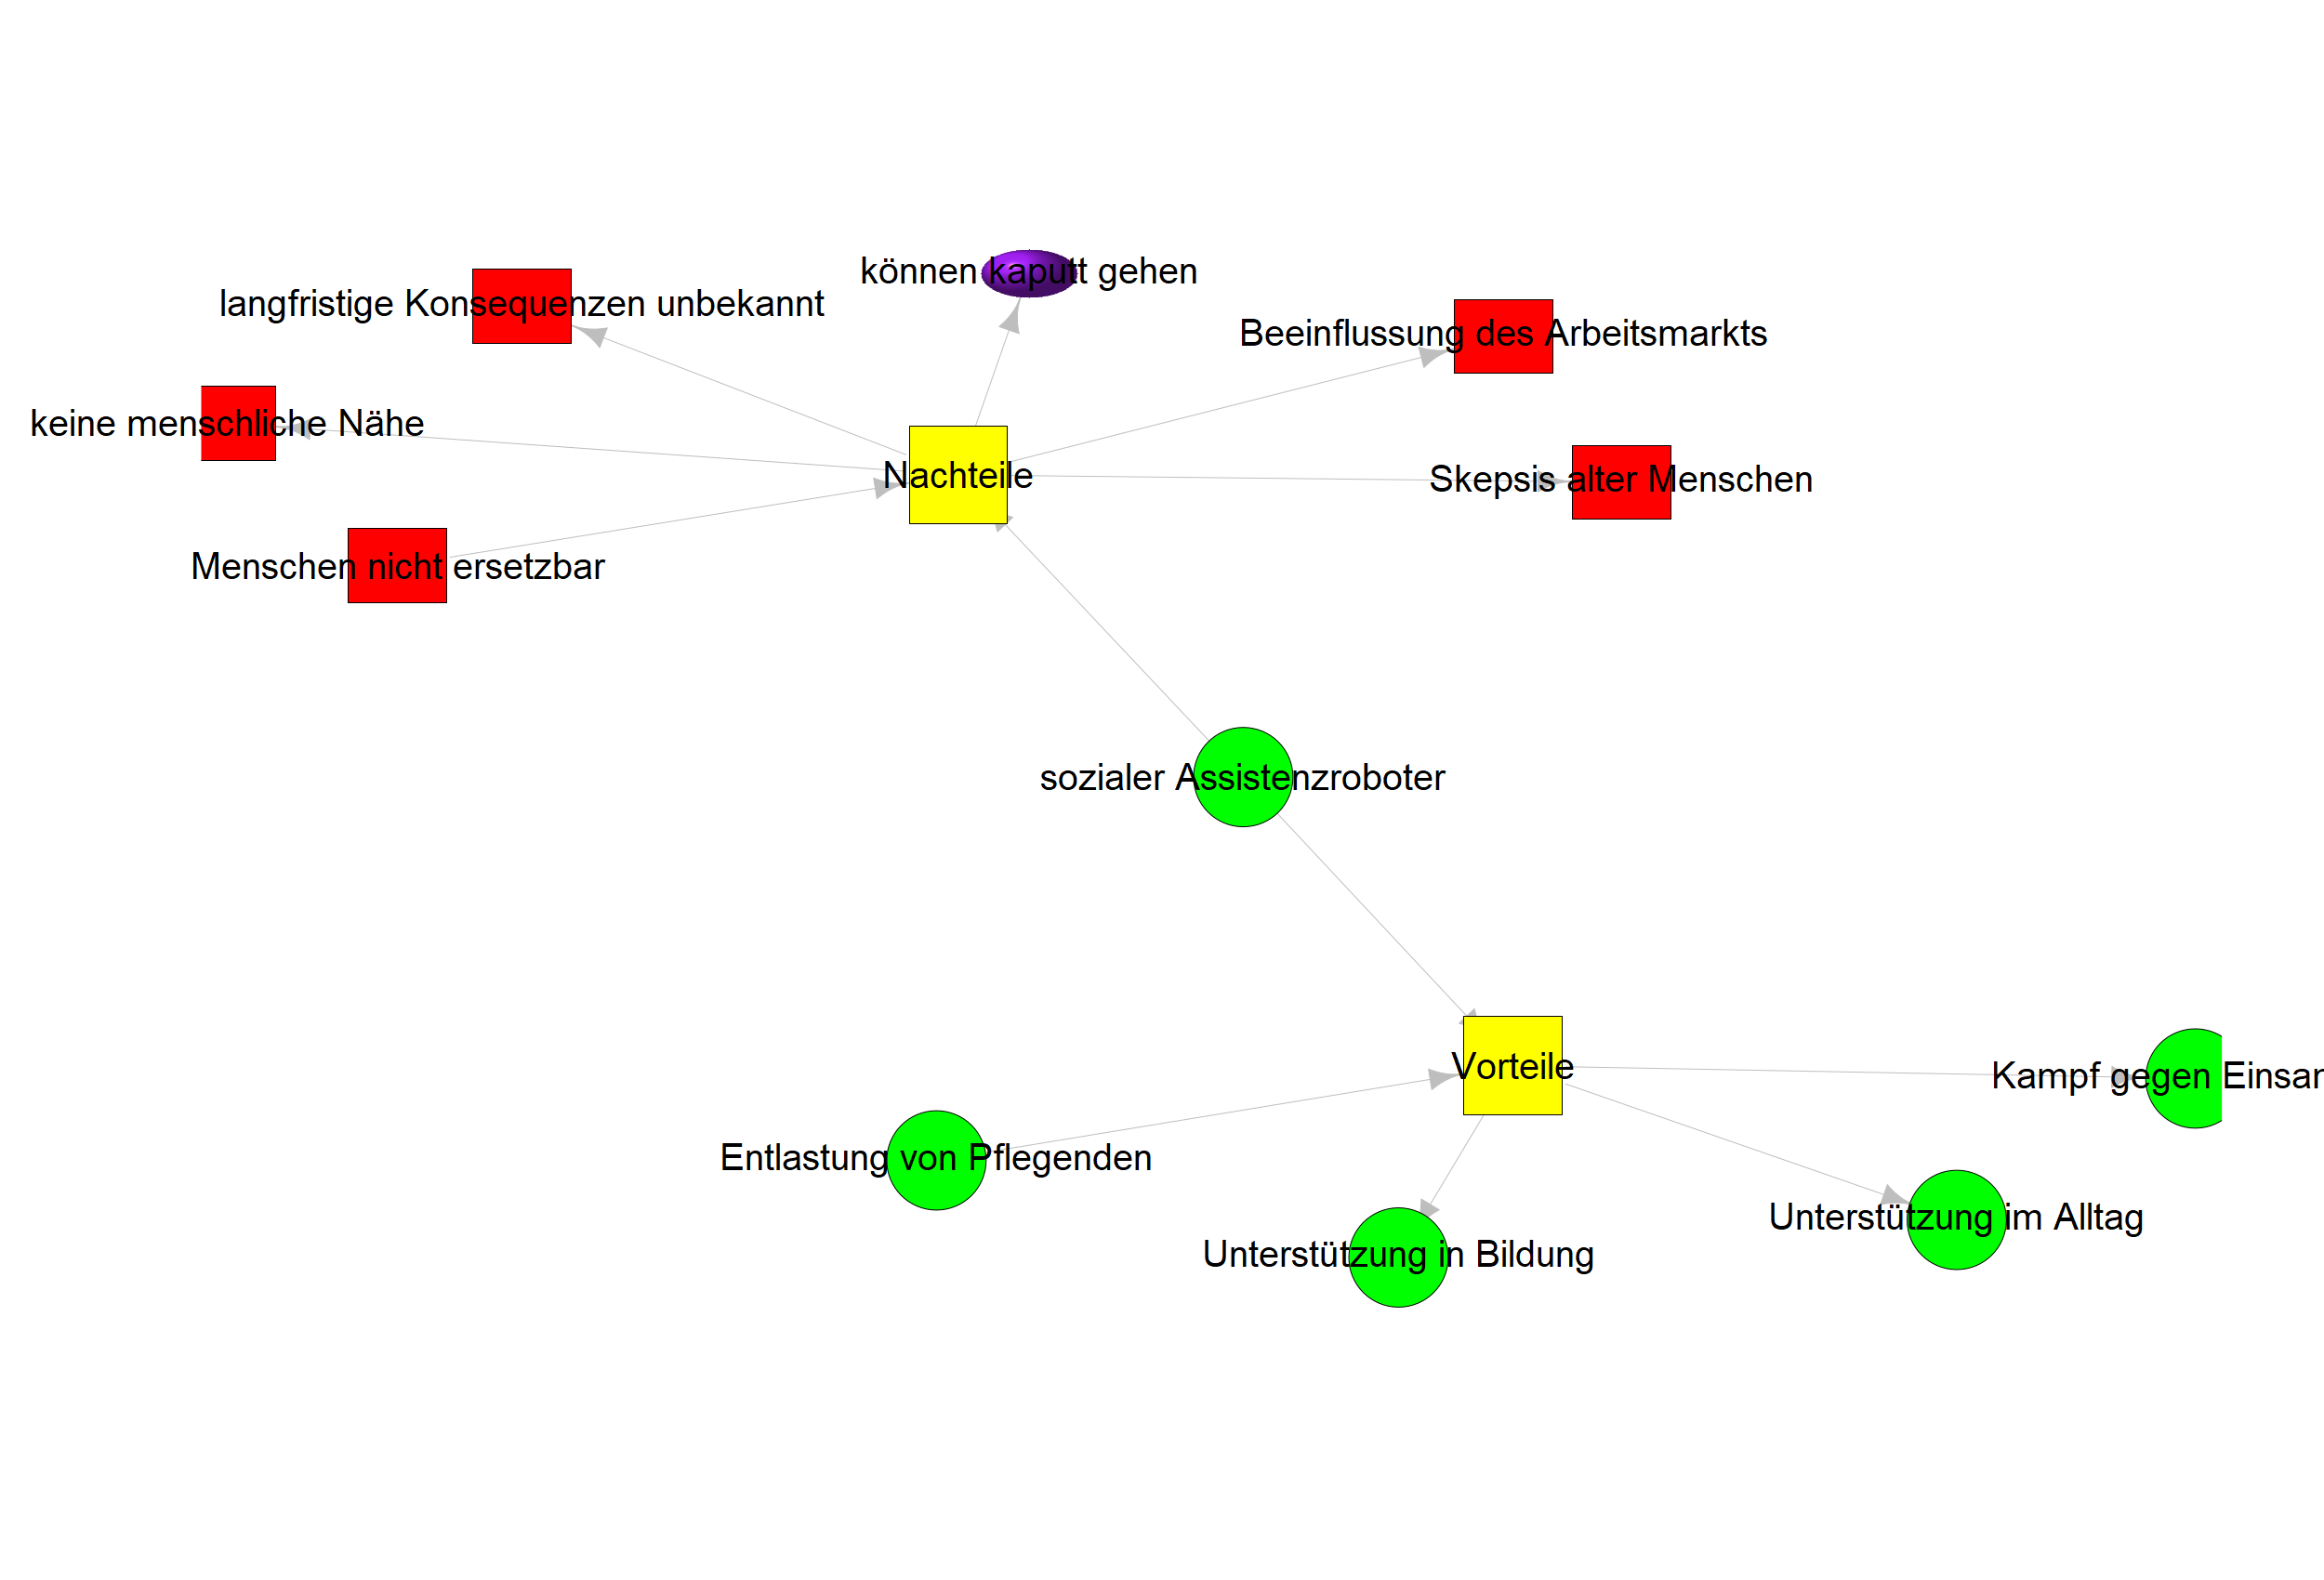 können kaputt gehen
langfristige Konsequenzen unbekannt
Beeinflussung des Arbeitsmarkts
keine menschliche Nähe
Nachteile
Skepsis alter Menschen
Menschen nicht ersetzbar
sozialer Assistenzroboter
Vorteile
Kampf gegen Einsam
Entlastung von Pflegenden
Unterstützung im Alltag
Unterstützung in Bildung